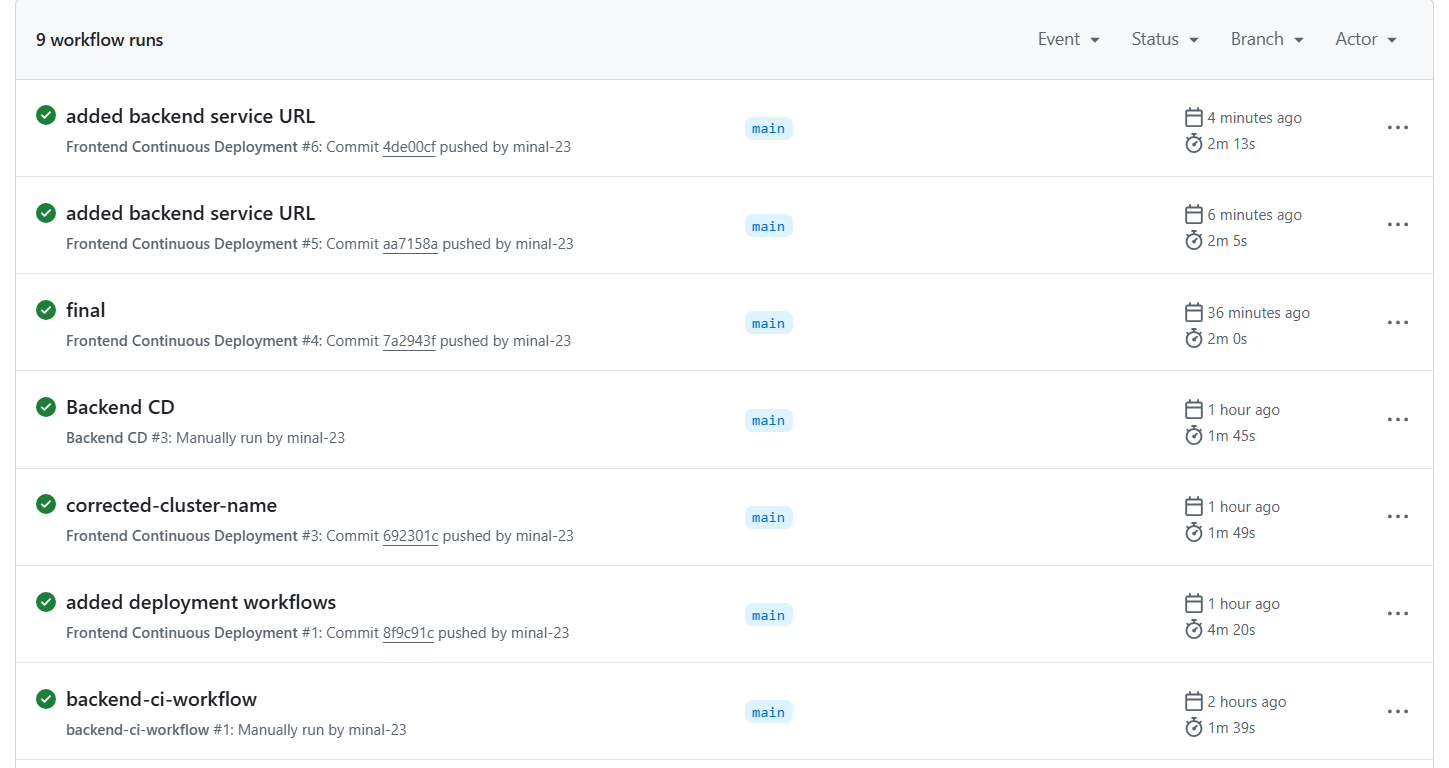 9 workflow runs
Event Status Branch Actor
added backend service URL
Frontend Continuous Deployment #6: Commit 4de00cf pushed by minal-23
main
4 minutes ago
2m 13s
added backend service URL
Frontend Continuous Deployment #5: Commit aa7158a pushed by minal-23
main
6 minutes ago
2m 5s
final
Frontend Continuous Deployment #4: Commit 7a2943f pushed by minal-23
main
36 minutes ago
2m 0s
Backend CD
Backend CD #3: Manually run by minal-23
main
1 hour ago
1m 45s
corrected-cluster-name
Frontend Continuous Deployment #3: Commit 692301c pushed by minal-23
main
1 hour ago
1m 49s
added deployment workflows
Frontend Continuous Deployment #1: Commit 8f9c91c pushed by minal-23
main
1 hour ago
4m 20s
backend-ci-workflow
backend-ci-workflow #1: Manually run by minal-23
main
2 hours ago
1m 39s